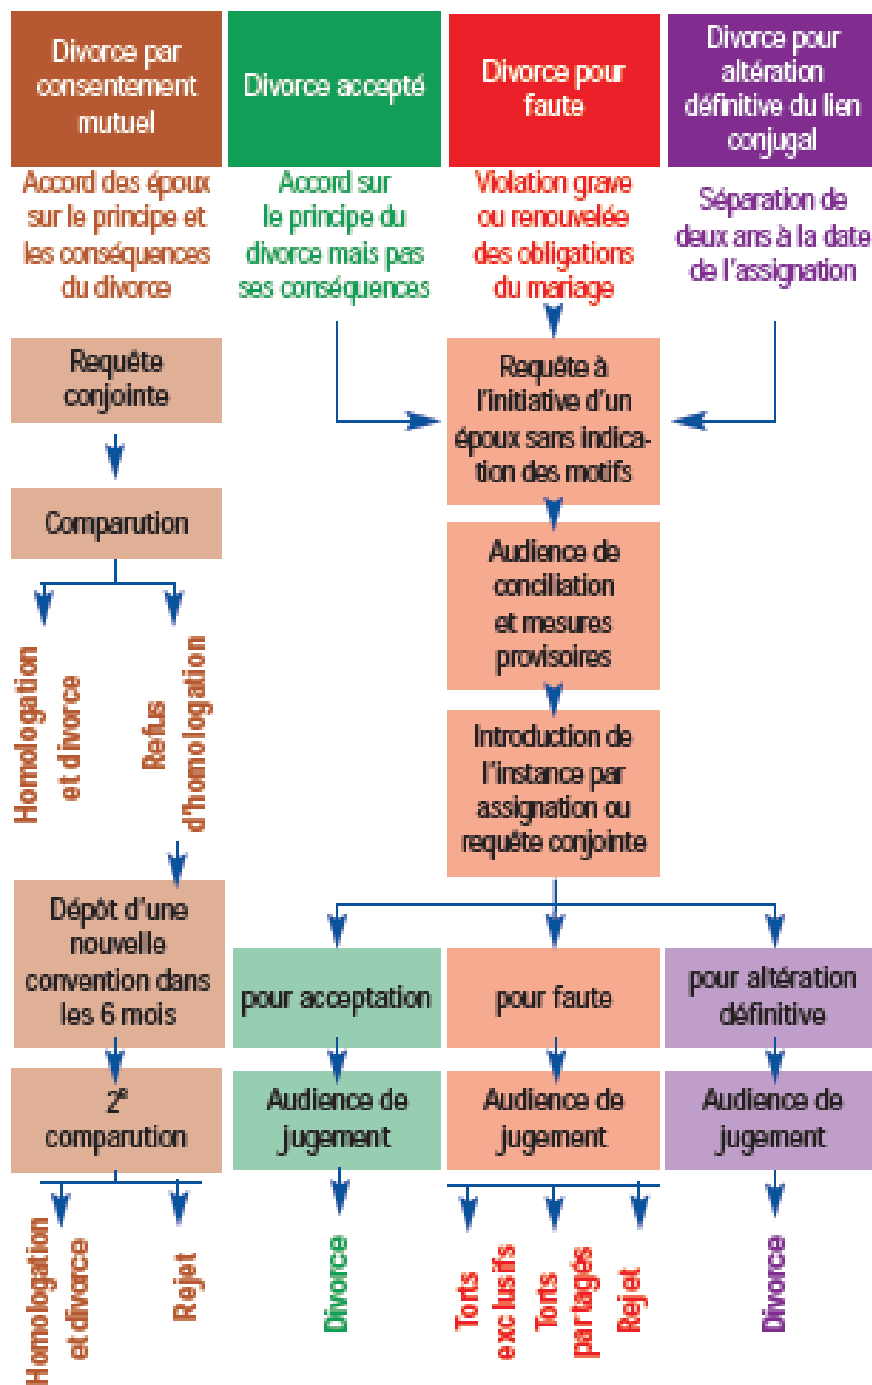 Divorce par
consentement
mutuel
Divorce accepté
Divorce pour
faute
Divorce pour
altération
définitive du lien
conjugal
Accord des époux
sur le principe et
les conséquences
du divorce
Accord sur
le principe du
divorce mais pas
ses conséquences
Violation grave
ou renouvelée
des obligations
du mariage
Séparation de
deux ans à la date
de l'assignation
Requête
conjointe
Comparution
Homologation
et divorce
Refus
d'homologation
Dépôt d'une
nouvelle
convention dans
les 6 mois
2e
comparution
Homologation
et divorce
Rejet
Requête à
l'initiative d'un
époux sans indica-
tion des motifs
Audience de
conciliation
et mesures
provisoires
Introduction de
l'instance par
assignation ou
requête conjointe
pour acceptation
pour faute
pour altération
définitive
Audience de
jugement
Audience de
jugement
Audience de
jugement
Divorce
Torts
exclusifs
Torts
partagés
Rejet
Divorce